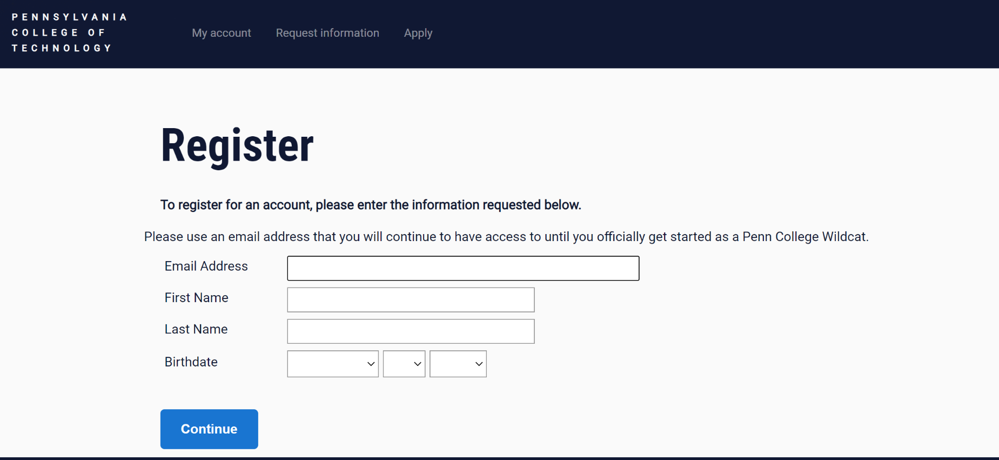 PENNSYLVANIA
COLLEGE OF
TECHNOLOGY
My account Request information Apply
Register
To register for an account, please enter the information requested below.
Please use an email address that you will continue to have access to until you officially get started as a Penn College Wildcat.
Email Address
First Name
Last Name
Birthdate
Continue